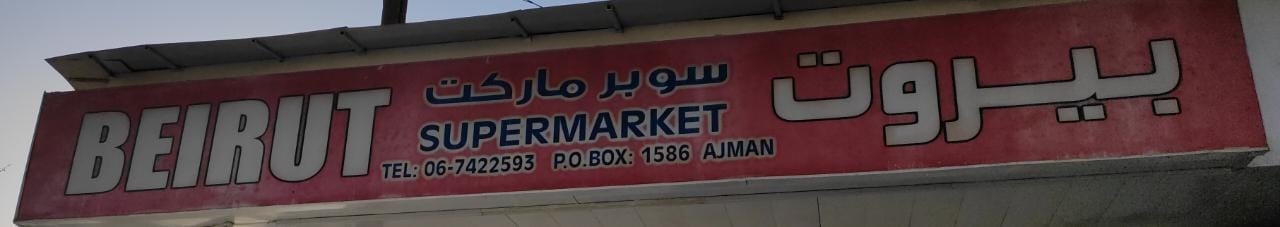 BEIRUT
سوبر ماركت
بيروت
SUPERMARKET
TEL: 06-7422593 P.O.BOX: 1586 AJMAN